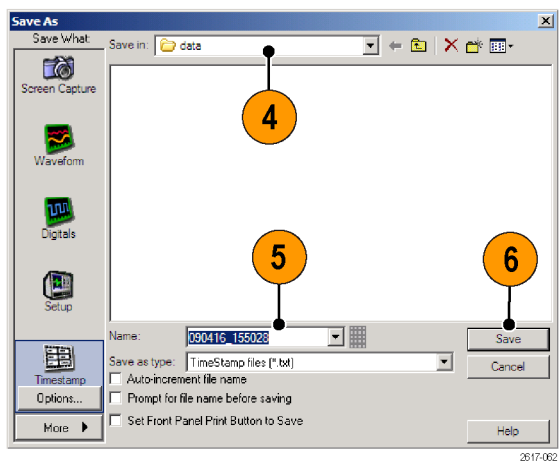 Save As
Save What:
Save in:
data
Screen Capture
Waveform
Digitals
Setup
Timestamp
Options...
More
4
5
6
Name:
090416_155028
Save
Save as type:
TimeStamp files (*.txt)
Cancel
Auto-increment file name
Prompt for file name before saving
Set Front Panel Print Button to Save
Help
2617-062